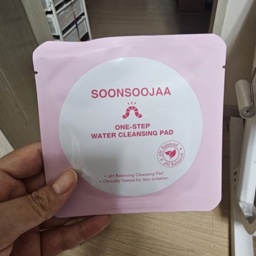 SOONSOOJAA
ONE-STEP
WATER CLEANSING PAD
+ pH Balancing Cleansing Pad
+ Clinically Tested for Skin Irritation